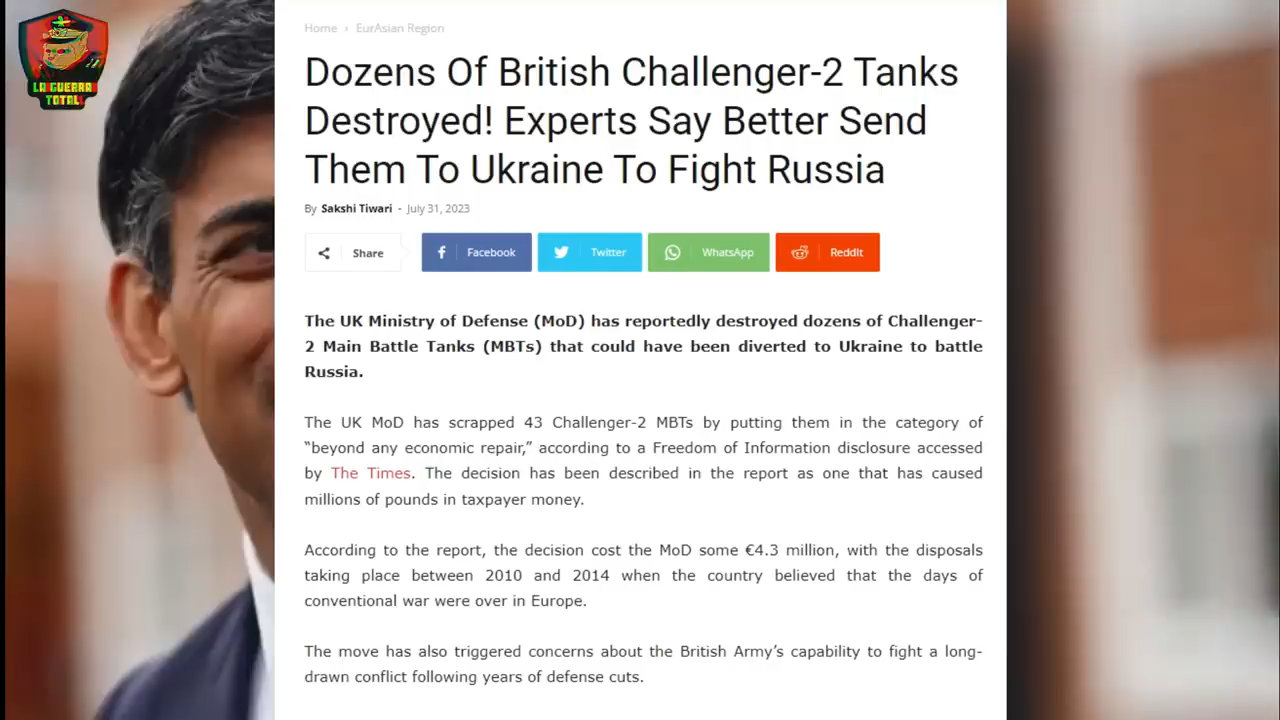 LA GUERRA
TOTAL
Home › EurAsian Region
Dozens Of British Challenger-2 Tanks
Destroyed! Experts Say Better Send
Them To Ukraine To Fight Russia
By Sakshi Tiwari - July 31, 2023
Share Facebook Twitter WhatsApp ReddIt
The UK Ministry of Defense (MoD) has reportedly destroyed dozens of Challenger-
2 Main Battle Tanks (MBTs) that could have been diverted to Ukraine to battle
Russia.
The UK MoD has scrapped 43 Challenger-2 MBTs by putting them in the category of
“beyond any economic repair,” according to a Freedom of Information disclosure accessed
by The Times. The decision has been described in the report as one that has caused
millions of pounds in taxpayer money.
According to the report, the decision cost the MoD some €4.3 million, with the disposals
taking place between 2010 and 2014 when the country believed that the days of
conventional war were over in Europe.
The move has also triggered concerns about the British Army’s capability to fight a long-
drawn conflict following years of defense cuts.